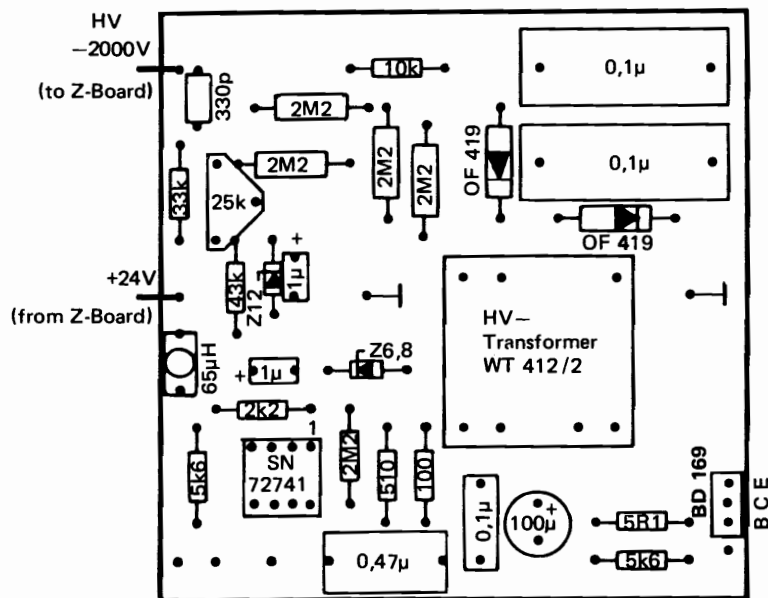 HV
−2000V
(to Z-Board)
330p
10k
0,1µ
2M2
OF 419
0,1µ
2M2
2M2
2M2
33k
25k
OF 419
+
+24V
(from Z-Board)
43k
Z12
1µ
HV−
Transformer
WT 412/2
65µH
Z6,8
+
1µ
2k2
1
SN
72741
5k6
2M2
510
100
BD 169
B C E
0,1µ
100µ
+
5R1
0,47µ
5k6